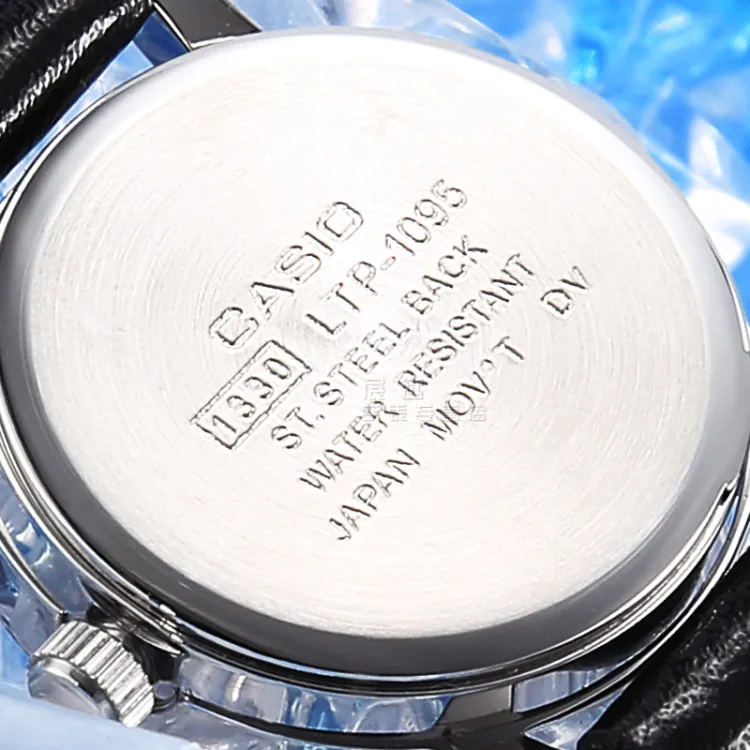 CASIO
1330 LTP-1095
ST. STEEL BACK
WATER RESISTANT
JAPAN MOV'T DV